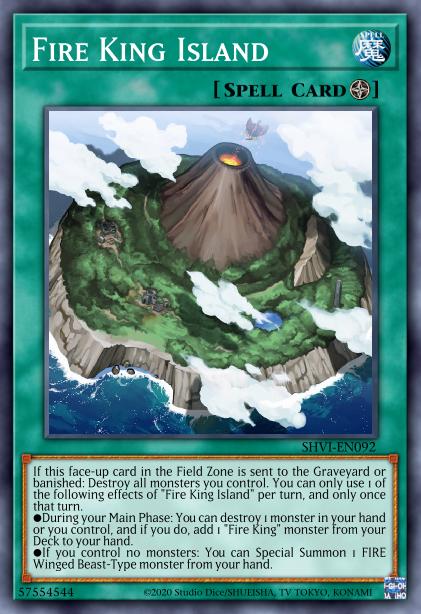 FIRE KING ISLAND
SPELL
魔
[SPELL CARD]
SHVI-EN092
If this face-up card in the Field Zone is sent to the Graveyard or
banished: Destroy all monsters you control. You can only use 1 of
the following effects of "Fire King Island" per turn, and only once
that turn.
●During your Main Phase: You can destroy 1 monster in your hand
or you control, and if you do, add 1 "Fire King" monster from your
Deck to your hand.
●If you control no monsters: You can Special Summon 1 FIRE
Winged Beast-Type monster from your hand.
57554544
©2020 Studio Dice/SHUEISHA, TV TOKYO, KONAMI